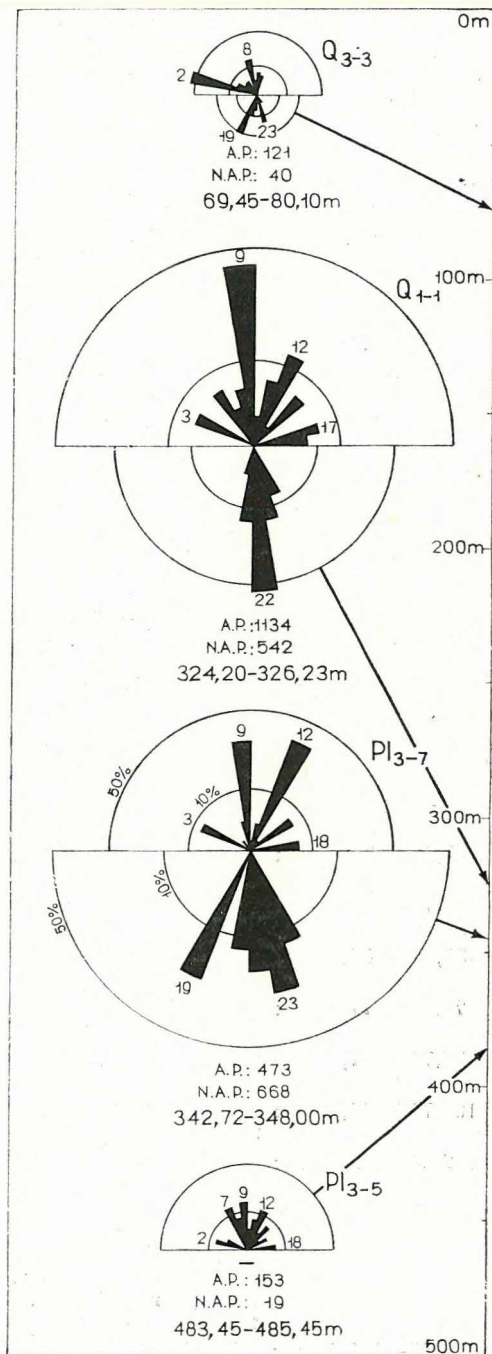 0m
Q3-3
8
2
19
23
A.P.: 121
N.A.P.: 40
69,45-80,10m
100m
9
Q1-1
12
3
17
200m
22
A.P.:1134
N.A.P.:542
324,20-326,23m
9
12
Pl3-7
50%
10%
3
18
300m
10%
50%
19
23
A.P.: 473
N.A.P.: 668
342,72-348,00m
400m
Pl3-5
7
9
12
2
18
–
A.P.: 153
N.A.P.: 19
483,45-485,45m
500m